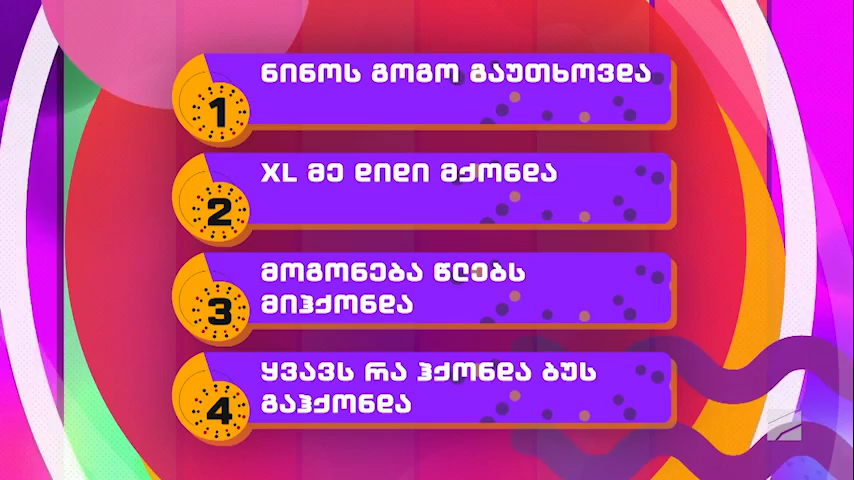 1
ნინოს გოგო გაუთხოვდა
2
XL მე დიდი მქონდა
3
მოგონება წლებს
მიჰქონდა
4
ყვავს რა ჰქონდა ბუს
გაჰქონდა